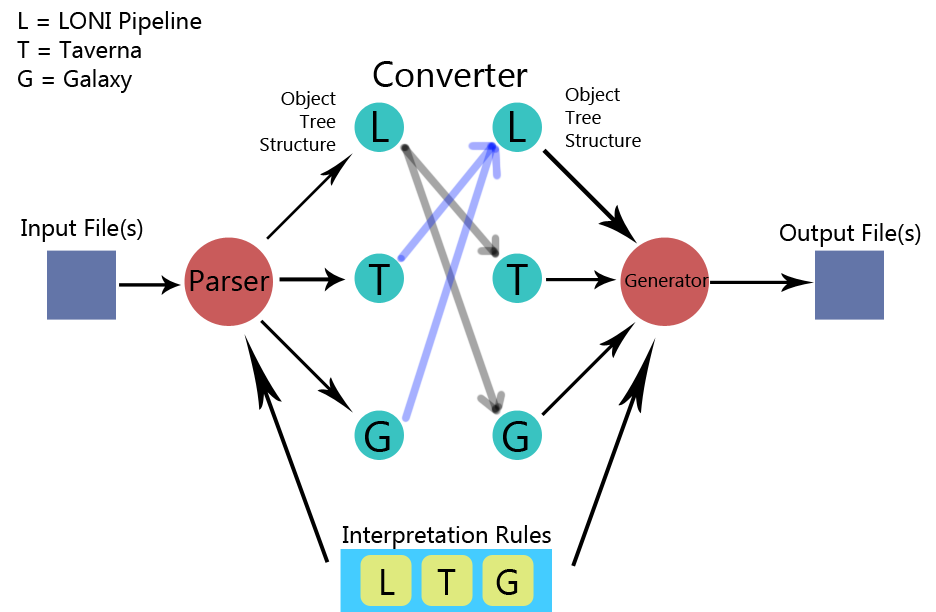 L = LONI Pipeline
T = Taverna
G = Galaxy
Converter
Object
Tree
Structure
L
L
Object
Tree
Structure
Input File(s)
Parser
T
T
Generator
Output File(s)
G
G
Interpretation Rules
L T G